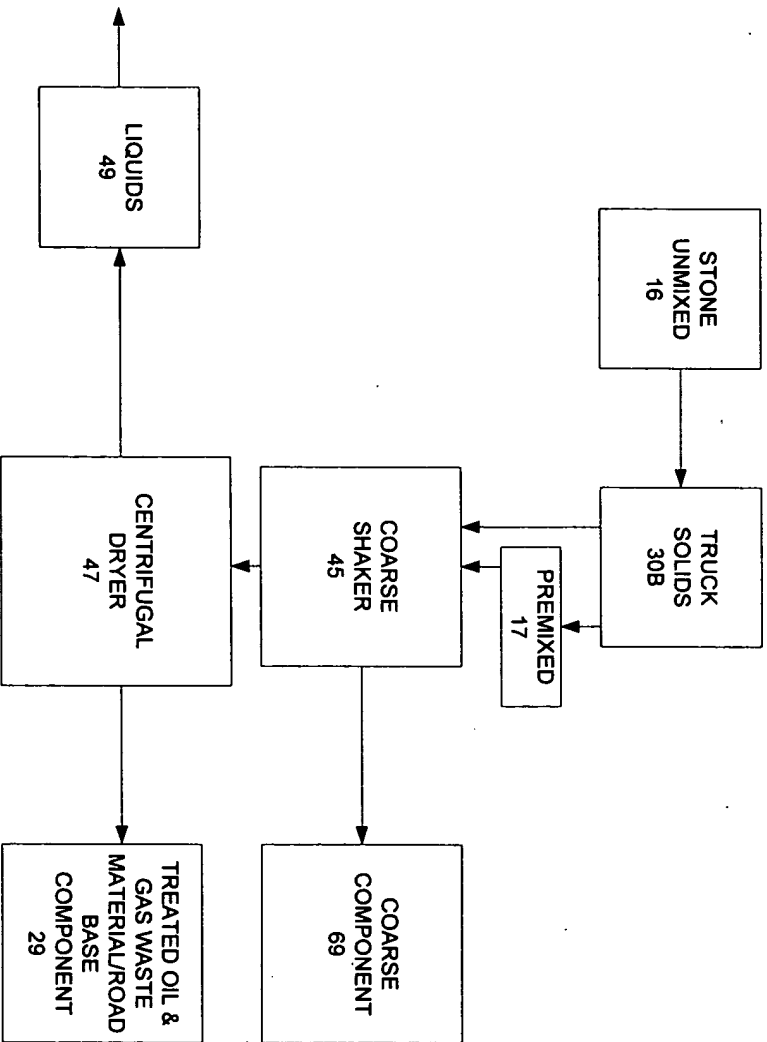 STONE
UNMIXED
16
TRUCK
SOLIDS
30B
PREMIXED
17
COARSE
SHAKER
45
COARSE
COMPONENT
69
LIQUIDS
49
CENTRIFUGAL
DRYER
47
TREATED OIL &
GAS WASTE
MATERIAL/ROAD
BASE
COMPONENT
29